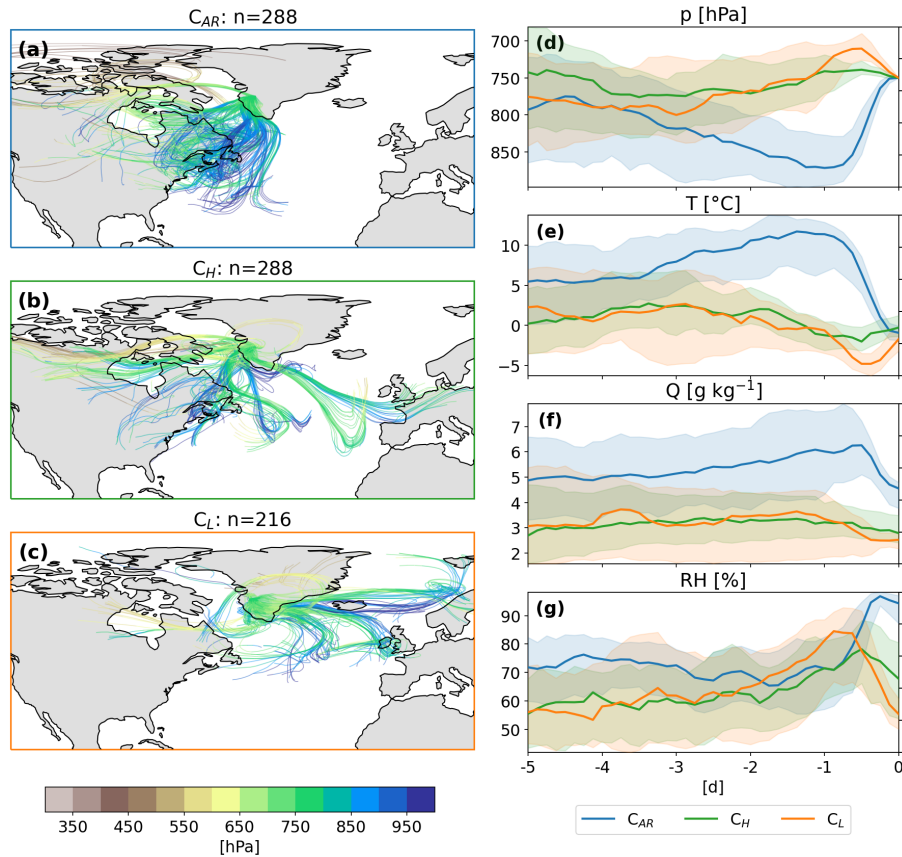 C_AR: n=288
(a)
C_H: n=288
(b)
C_L: n=216
(c)
350 450 550 650 750 850 950
[hPa]
p [hPa]
(d)
700
750
800
850
T [°C]
(e)
10
5
0
−5
Q [g kg⁻¹]
(f)
7
6
5
4
3
2
RH [%]
(g)
90
80
70
60
50
-5 -4 -3 -2 -1 0
[d]
C_AR C_H C_L